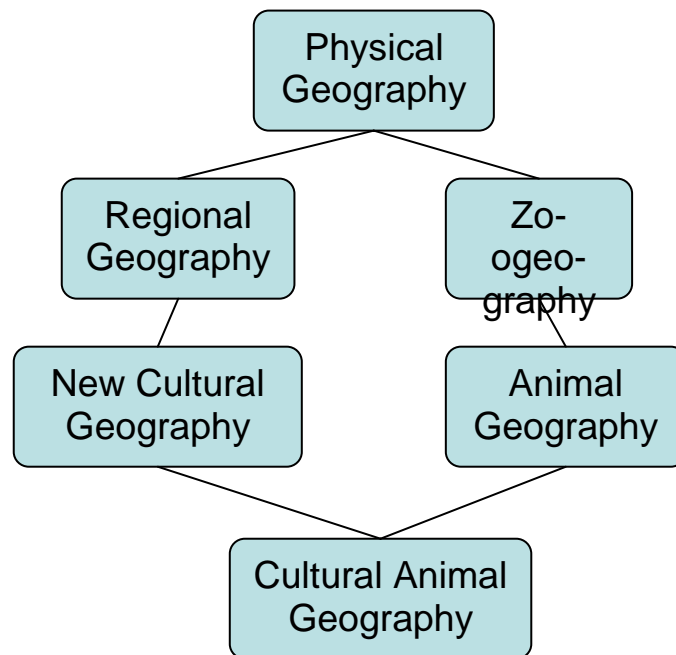 Physical
Geography
Regional
Geography
Zo-
ogeo-
graphy
New Cultural
Geography
Animal
Geography
Cultural Animal
Geography